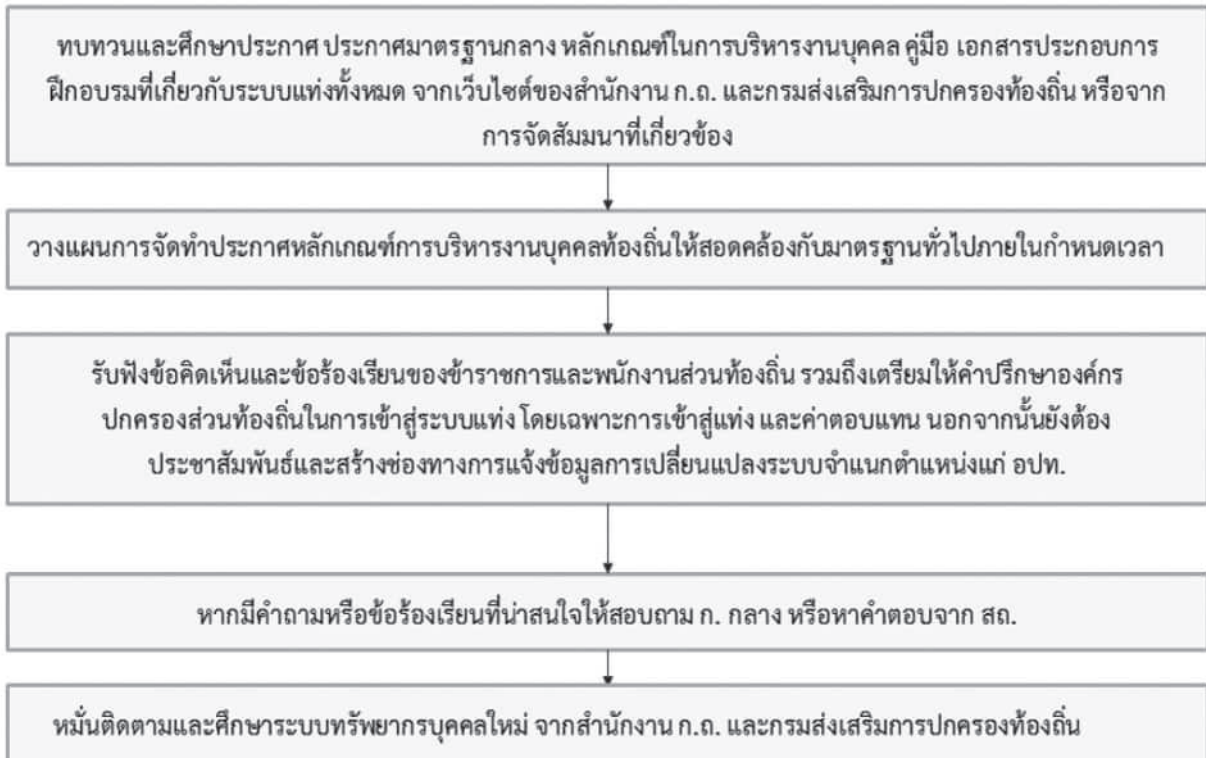 ทบทวนและศึกษาประกาศ ประกาศมาตรฐานกลาง หลักเกณฑ์ในการบริหารงานบุคคล คู่มือ เอกสารประกอบการ
ฝึกอบรมที่เกี่ยวกับระบบแท่งทั้งหมด จากเว็บไซต์ของสำนักงาน ก.ถ. และกรมส่งเสริมการปกครองท้องถิ่น หรือจาก
การจัดสัมมนาที่เกี่ยวข้อง
วางแผนการจัดทำประกาศหลักเกณฑ์การบริหารงานบุคคลท้องถิ่นให้สอดคล้องกับมาตรฐานทั่วไปภายในกำหนดเวลา
รับฟังข้อคิดเห็นและข้อร้องเรียนของข้าราชการและพนักงานส่วนท้องถิ่น รวมถึงเตรียมให้คำปรึกษาองค์กร
ปกครองส่วนท้องถิ่นในการเข้าสู่ระบบแท่ง โดยเฉพาะการเข้าสู่แท่ง และค่าตอบแทน นอกจากนั้นยังต้อง
ประชาสัมพันธ์และสร้างช่องทางการแจ้งข้อมูลการเปลี่ยนแปลงระบบจำแนกตำแหน่งแก่ อปท.
หากมีคำถามหรือข้อร้องเรียนที่น่าสนใจให้สอบถาม ก. กลาง หรือหาคำตอบจาก สถ.
หมั่นติดตามและศึกษาระบบทรัพยากรบุคคลใหม่ จากสำนักงาน ก.ถ. และกรมส่งเสริมการปกครองท้องถิ่น